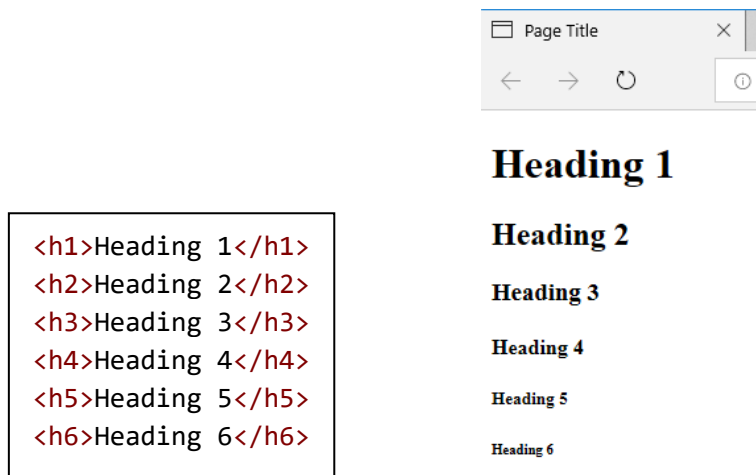 Page Title
Heading 1
Heading 2
Heading 3
Heading 4
Heading 5
Heading 6
<h1>Heading 1</h1>
<h2>Heading 2</h2>
<h3>Heading 3</h3>
<h4>Heading 4</h4>
<h5>Heading 5</h5>
<h6>Heading 6</h6>